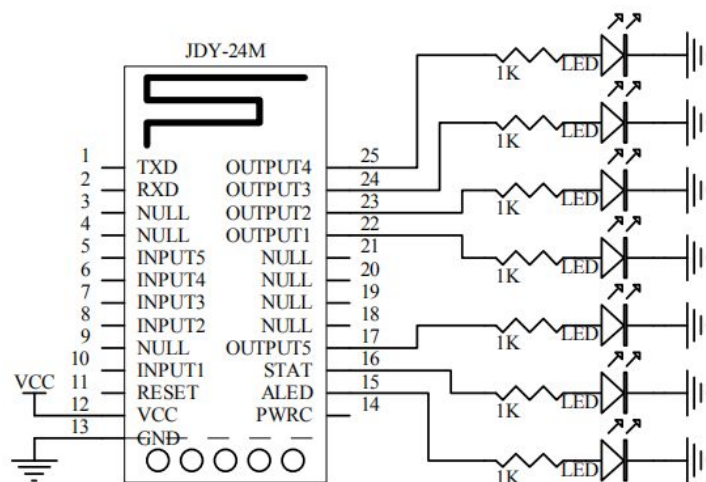 JDY-24M
1 TXD OUTPUT4 25 1K LED
2 RXD OUTPUT3 24 1K LED
3 NULL OUTPUT2 23 1K LED
4 NULL OUTPUT1 22 1K LED
5 INPUT5 NULL 21
6 INPUT4 NULL 20
7 INPUT3 NULL 19
8 INPUT2 NULL 18
9 NULL OUTPUT5 17 1K LED
10 INPUT1 STAT 16 1K LED
VCC 11 RESET ALED 15 1K LED
12 VCC PWRC 14
13 GND